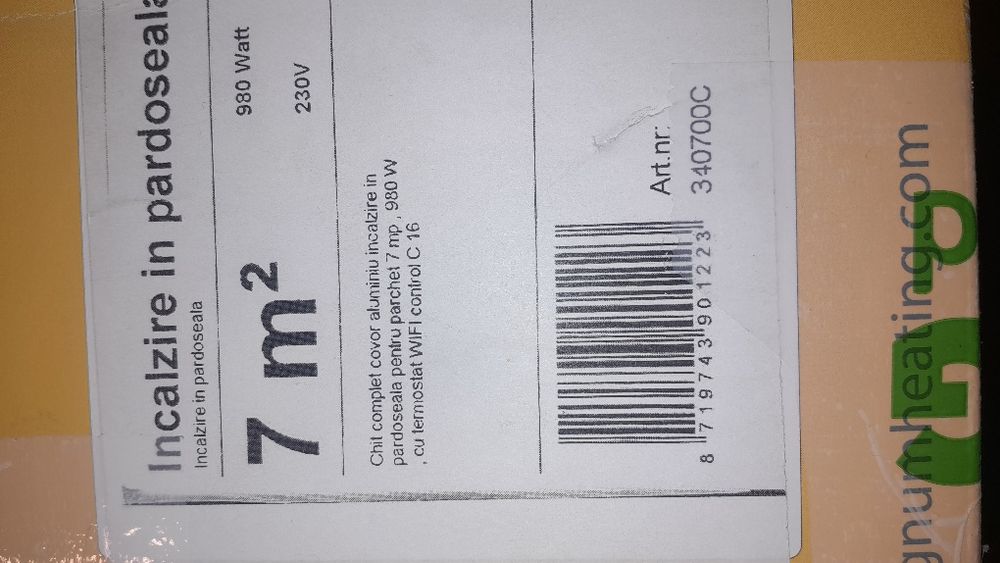 Incalzire in pardoseala
Incalzire in pardoseala
7 m²
980 Watt
230V
Chit complet covor aluminiu incalzire in
pardoseala pentru parchet 7 mp , 980 W
, cu termostat WIFI control C 16
Art.nr:
340700C
8 719743 901223
gnumheating.com